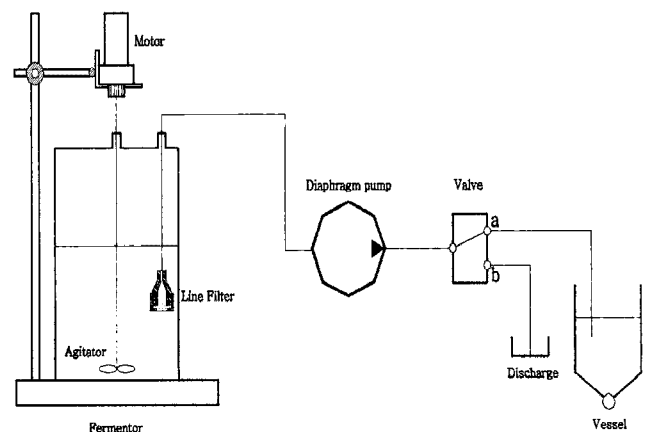 Motor
Diaphragm pump
Valve
a
b
Line Filter
Agitator
Discharge
Fermentor
Vessel